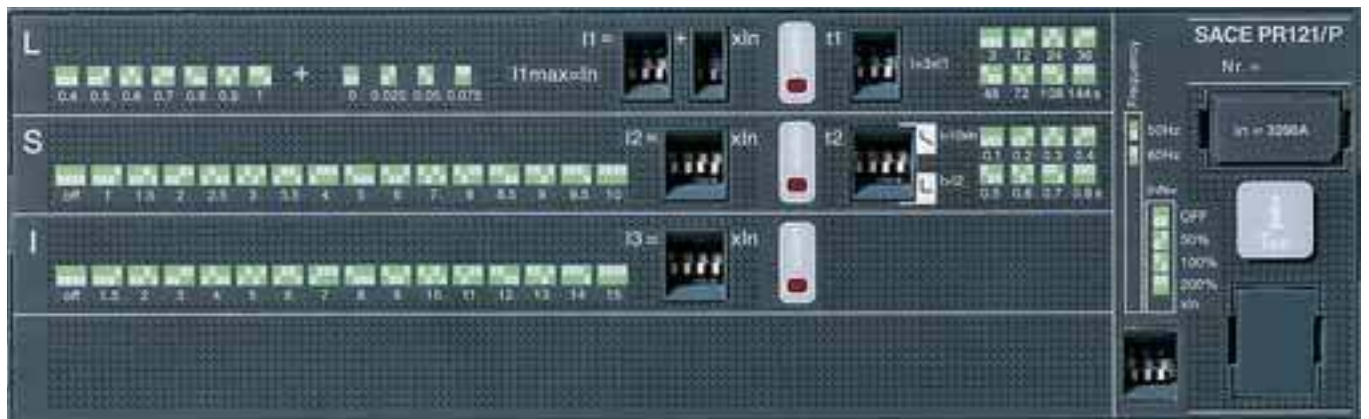 L
I1 =
+
xIn
t1
SACE PR121/P
Nr. =
I1max=In
t=3xI1
+
0.4 0.5 0.6 0.7 0.8 0.9 1
0 0.025 0.05 0.075
3 12 24 36
48 72 108 144 s
Frequency
In = 3200A
S
I2=
xIn
t2
50Hz
60Hz
0.1 0.2 0.3 0.4
0.5 0.6 0.7 0.8 s
off 1 1.5 2 2.5 3 3.5 4 5 6 7 8 8.5 9 9.5 10
InNe=
OFF
50%
100%
200%
xIn
i
Test
I
I3 =
xIn
off 1.5 2 3 4 5 6 7 8 9 10 11 12 13 14 15